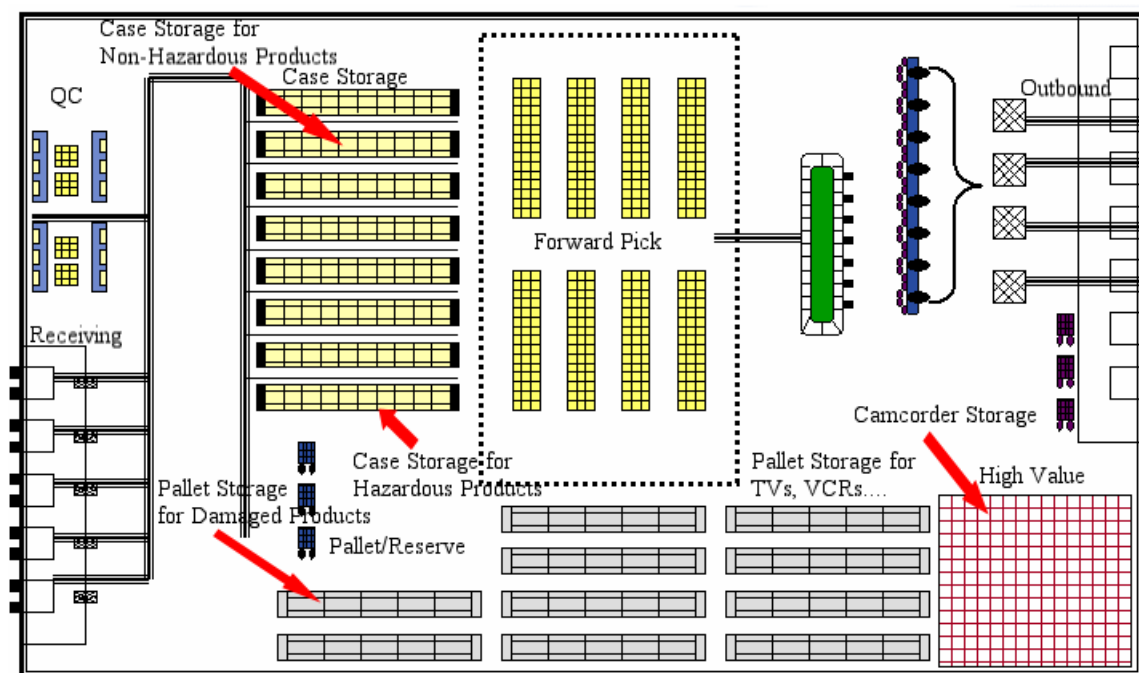 Case Storage for
Non-Hazardous Products
Case Storage
QC
Outbound
Forward Pick
Receiving
Camcorder Storage
Case Storage for
Hazardous Products
Pallet Storage for
TVs, VCRs....
High Value
Pallet Storage
for Damaged Products
Pallet/Reserve